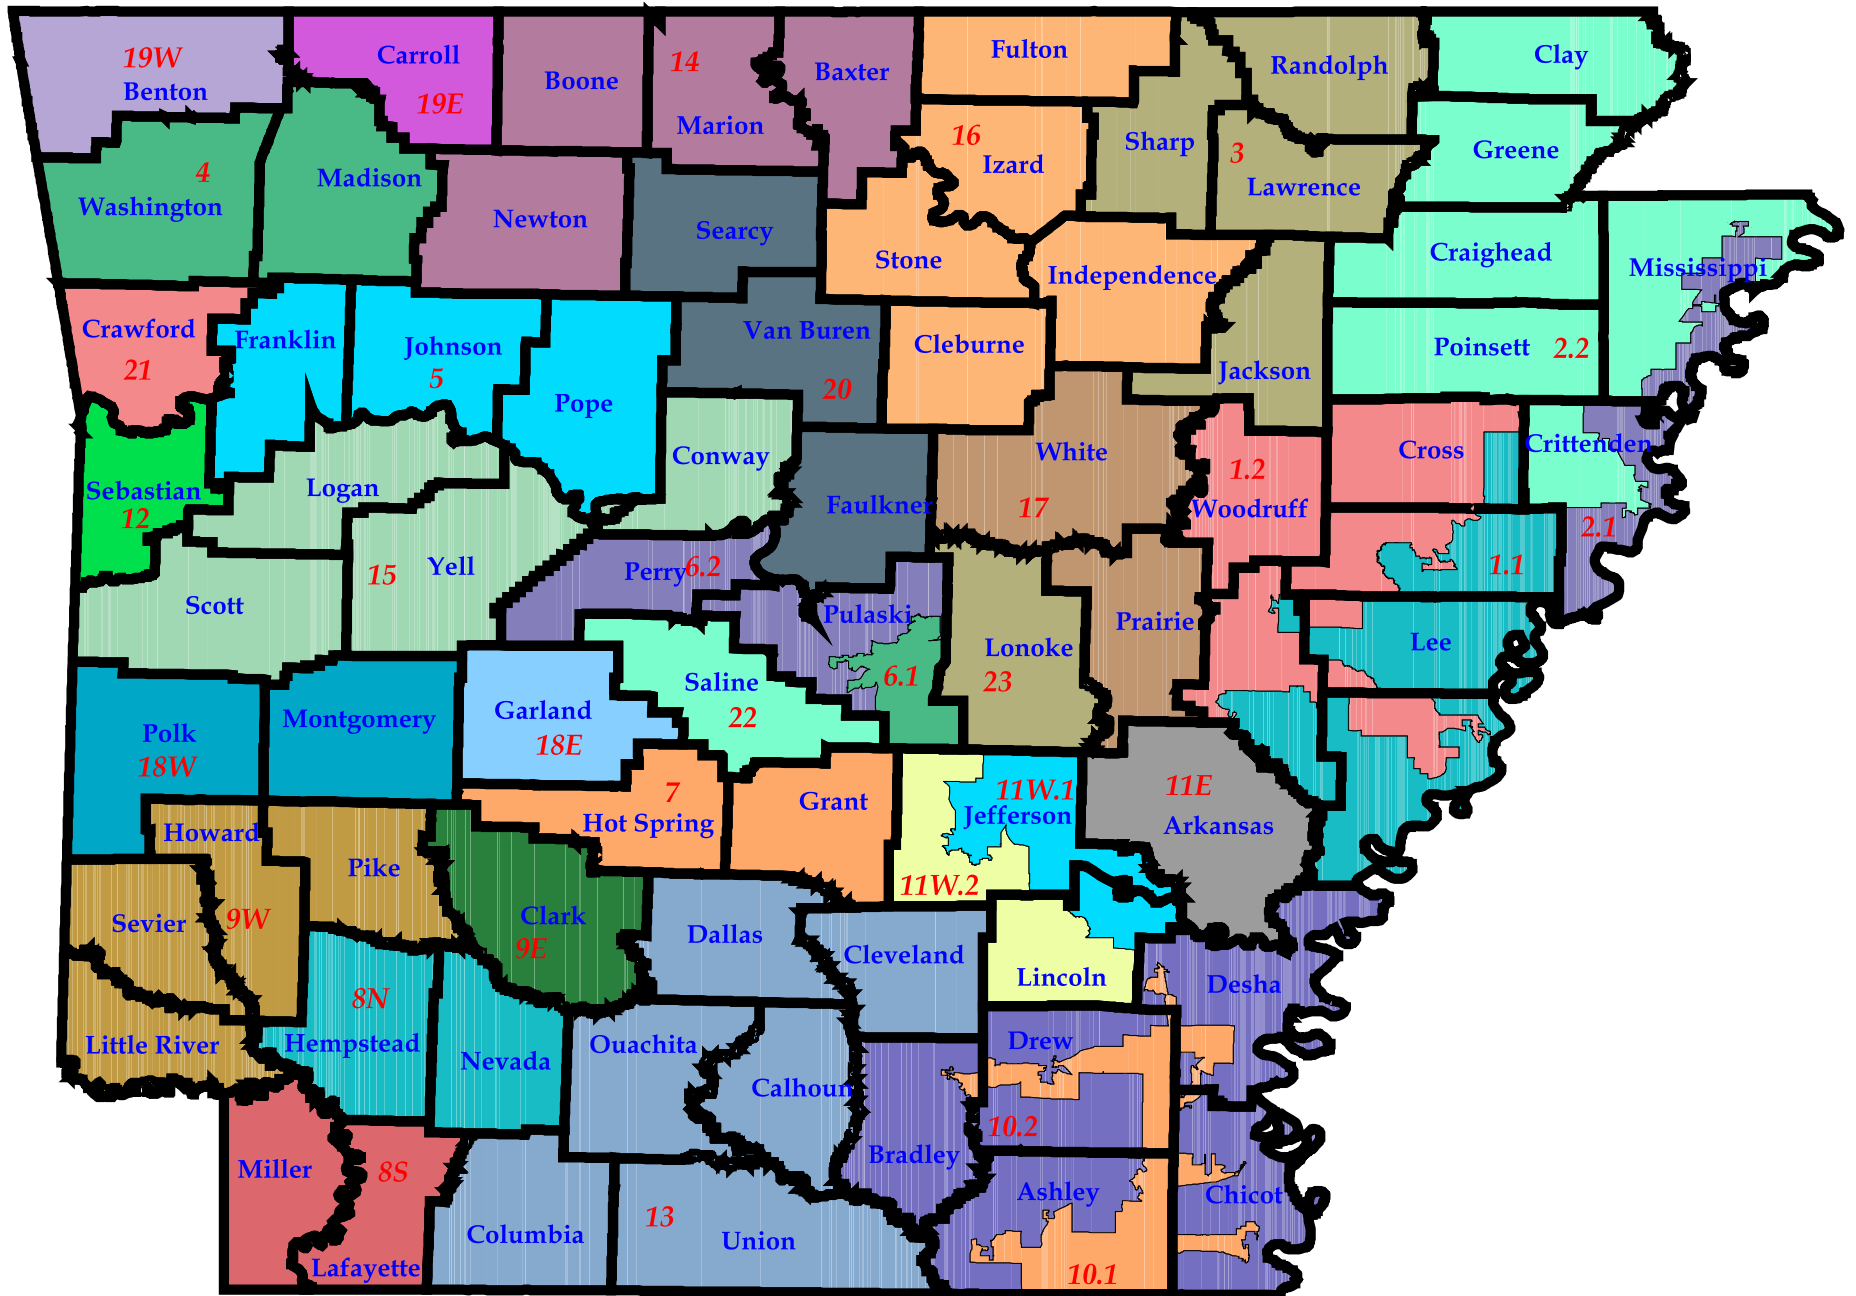 19W
Benton
Carroll
19E
Boone
14
Marion
Baxter
Fulton
Randolph
Clay
4
Washington
Madison
Newton
Searcy
16
Izard
Sharp
3
Lawrence
Greene
Stone
Independence
Craighead
Mississippi
Crawford
21
Franklin
Johnson
5
Pope
Van Buren
20
Cleburne
Jackson
Poinsett
2.2
Sebastian
12
Logan
Conway
Faulkner
White
17
1.2
Woodruff
Cross
Crittenden
2.1
Scott
15
Yell
Perry
6.2
Pulaski
6.1
Lonoke
23
Prairie
1.1
Lee
Polk
18W
Montgomery
Garland
18E
Saline
22
7
Hot Spring
Grant
11W.1
Jefferson
11W.2
11E
Arkansas
Howard
Pike
Sevier
9W
Clark
9E
Dallas
Cleveland
Lincoln
Desha
Little River
8N
Hempstead
Nevada
Ouachita
Calhoun
Drew
10.2
Bradley
Miller
8S
Lafayette
Columbia
13
Union
Ashley
10.1
Chicot